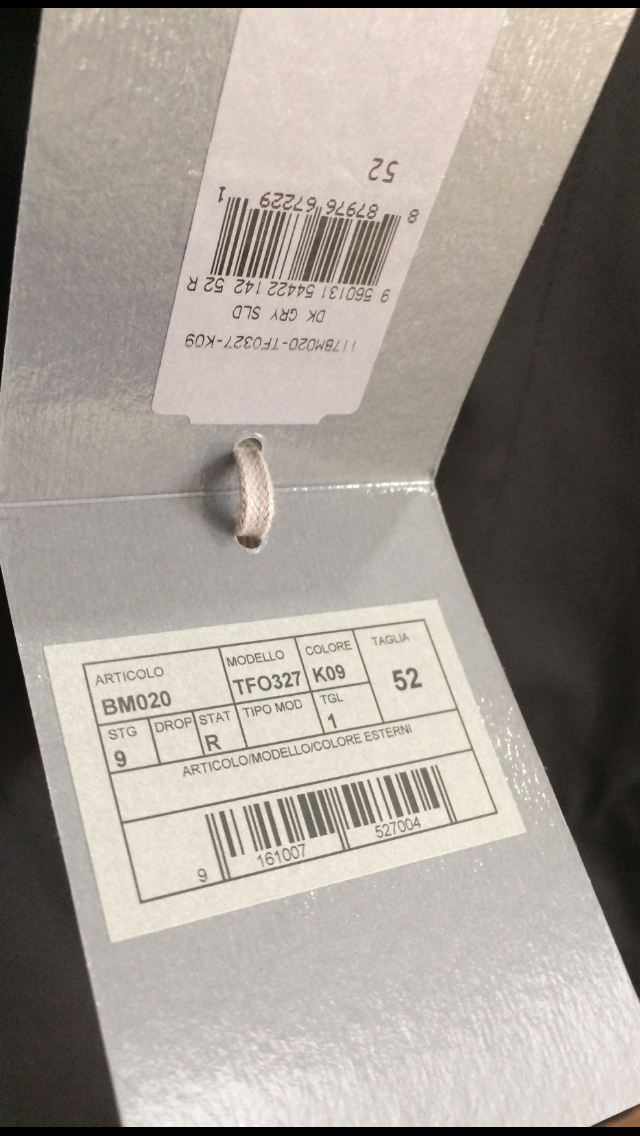 117BM020-TF0327-K09
DK GRY SLD
9 560131 54422 142 52 R
8 87976 67229 1
52
ARTICOLO MODELLO COLORE TAGLIA
BM020 TFO327 K09 52
STG DROP STAT TIPO MOD TGL
9 R 1
ARTICOLO/MODELLO/COLORE ESTERNI
9 161007 527004